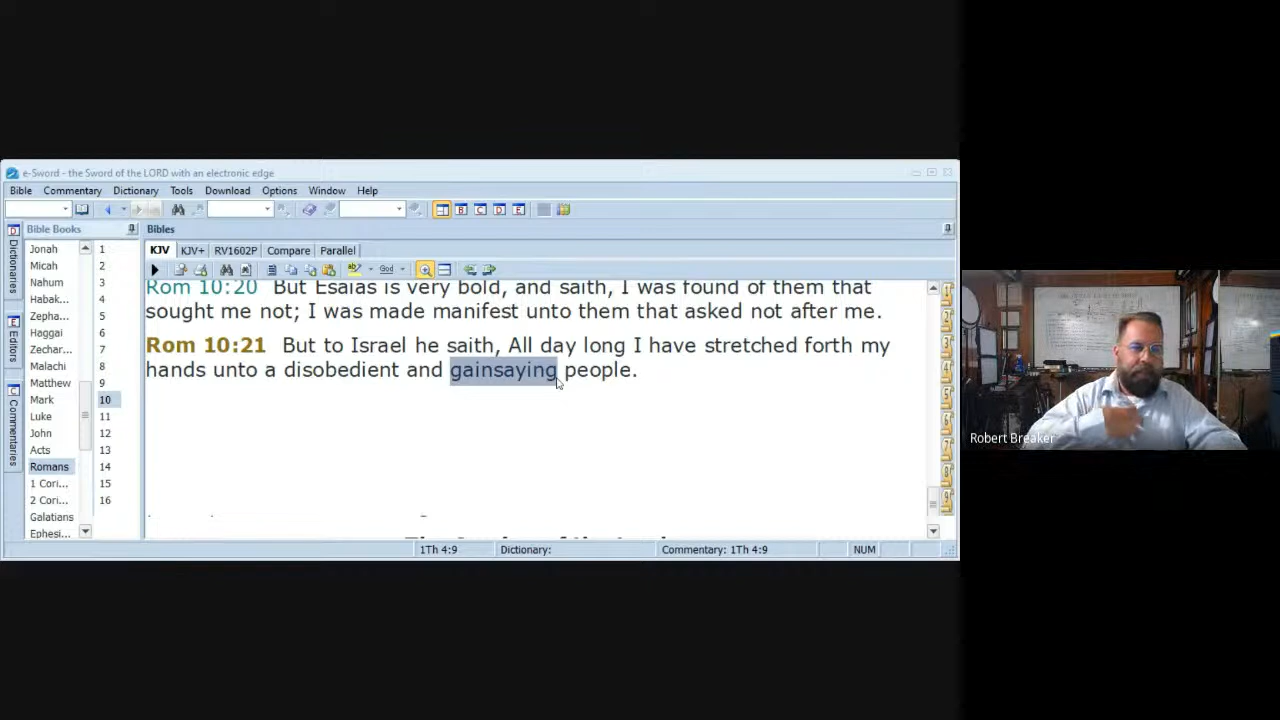 e-Sword - the Sword of the LORD with an electronic edge
Bible Commentary Dictionary Tools Download Options Window Help
Bible Books
Bibles
Dictionaries
Editors
Commentaries
Jonah
Micah
Nahum
Habak...
Zepha...
Haggai
Zechar...
Malachi
Matthew
Mark
Luke
John
Acts
Romans
1 Cori...
2 Cori...
Galatians
Ephesi...
1
2
3
4
5
6
7
8
9
10
11
12
13
14
15
16
KJV KJV+ RV1602P Compare Parallel
God
Rom 10:20 But Esaias is very bold, and saith, I was found of them that
sought me not; I was made manifest unto them that asked not after me.
Rom 10:21 But to Israel he saith, All day long I have stretched forth my
hands unto a disobedient and gainsaying people.
1Th 4:9 Dictionary: Commentary: 1Th 4:9 NUM
Robert Breaker